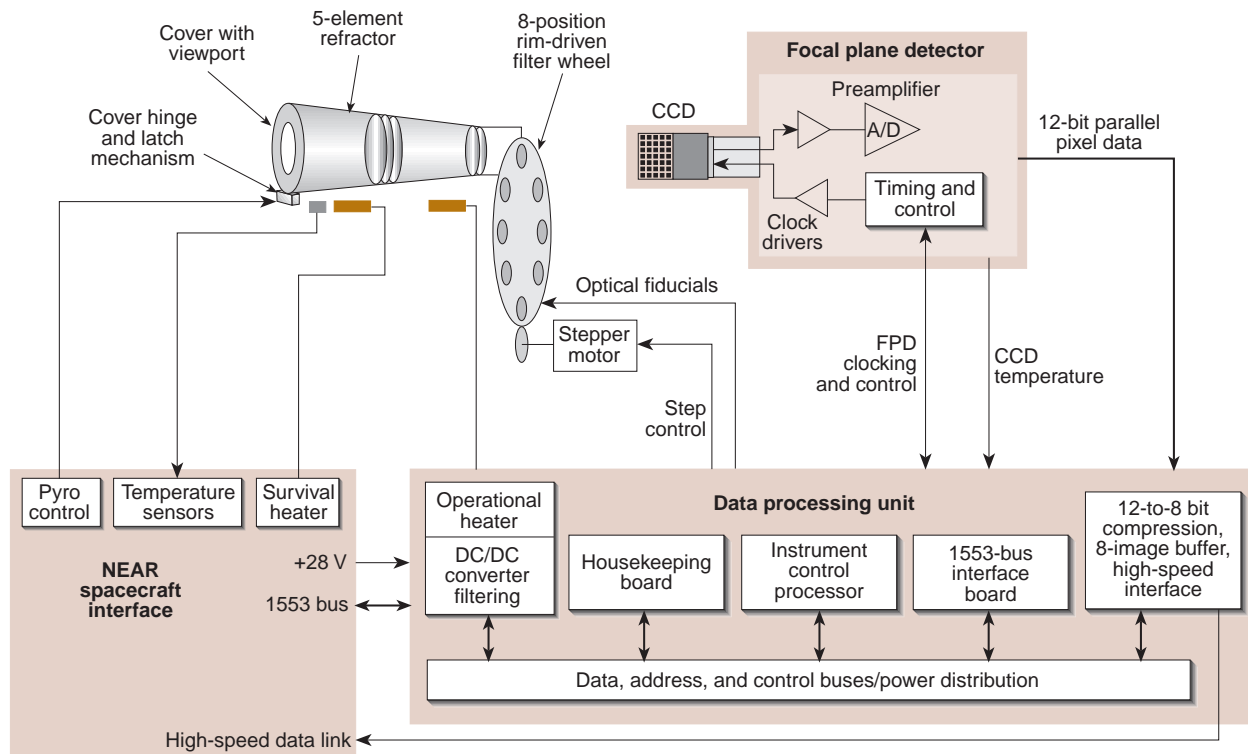 Cover with
viewport
5-element
refractor
8-position
rim-driven
filter wheel
Cover hinge
and latch
mechanism
Focal plane detector
CCD
Preamplifier
A/D
12-bit parallel
pixel data
Timing and
control
Clock
drivers
Optical fiducials
Stepper
motor
Step
control
FPD
clocking
and control
CCD
temperature
Pyro
control
Temperature
sensors
Survival
heater
NEAR
spacecraft
interface
+28 V
1553 bus
High-speed data link
Data processing unit
Operational
heater
DC/DC
converter
filtering
Housekeeping
board
Instrument
control
processor
1553-bus
interface
board
12-to-8 bit
compression,
8-image buffer,
high-speed
interface
Data, address, and control buses/power distribution